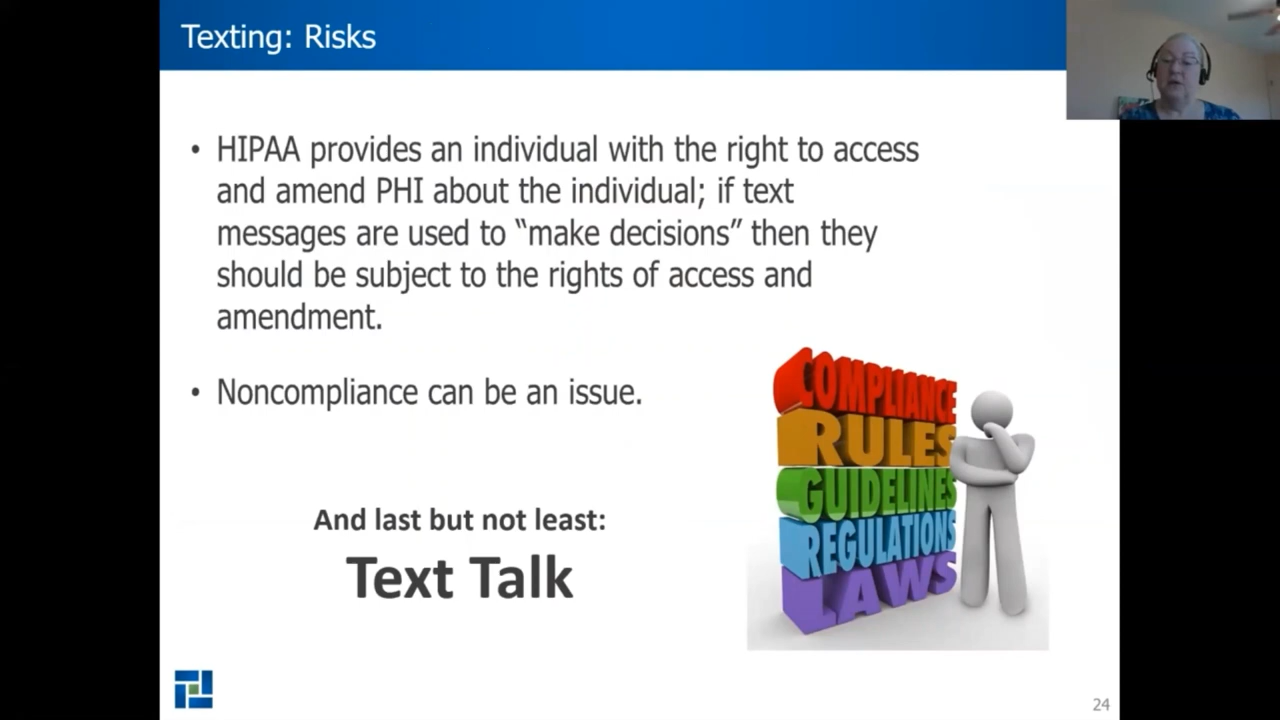 Texting: Risks
• HIPAA provides an individual with the right to access
and amend PHI about the individual; if text
messages are used to “make decisions” then they
should be subject to the rights of access and
amendment.
• Noncompliance can be an issue.
COMPLIANCE
RULES
GUIDELINES
REGULATIONS
LAWS
And last but not least:
Text Talk
24